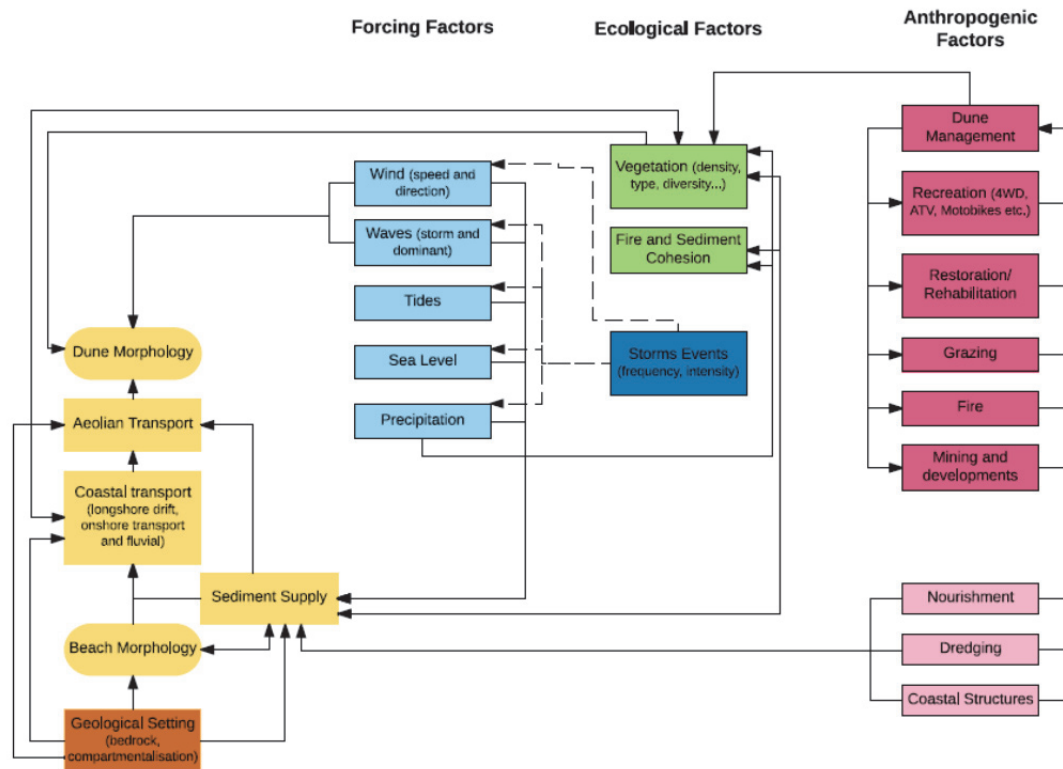 Forcing Factors
Ecological Factors
Anthropogenic
Factors
Dune
Management
Vegetation (density,
type, diversity...)
Wind (speed and
direction)
Recreation (4WD,
ATV, Motobikes etc.)
Waves (storm and
dominant)
Fire and Sediment
Cohesion
Restoration/
Rehabilitation
Tides
Dune Morphology
Sea Level
Storms Events
(frequency, intensity)
Grazing
Aeolian Transport
Precipitation
Fire
Mining and
developments
Coastal transport
(longshore drift,
onshore transport
and fluvial)
Sediment Supply
Nourishment
Beach Morphology
Dredging
Coastal Structures
Geological Setting
(bedrock,
compartmentalisation)